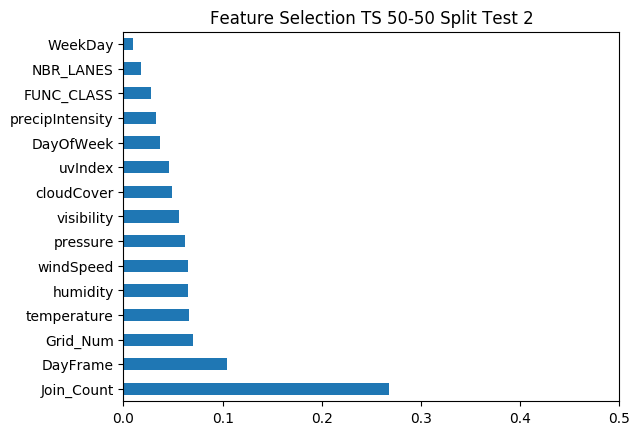 Feature Selection TS 50-50 Split Test 2
WeekDay
NBR_LANES
FUNC_CLASS
precipIntensity
DayOfWeek
uvIndex
cloudCover
visibility
pressure
windSpeed
humidity
temperature
Grid_Num
DayFrame
Join_Count
0.0 0.1 0.2 0.3 0.4 0.5